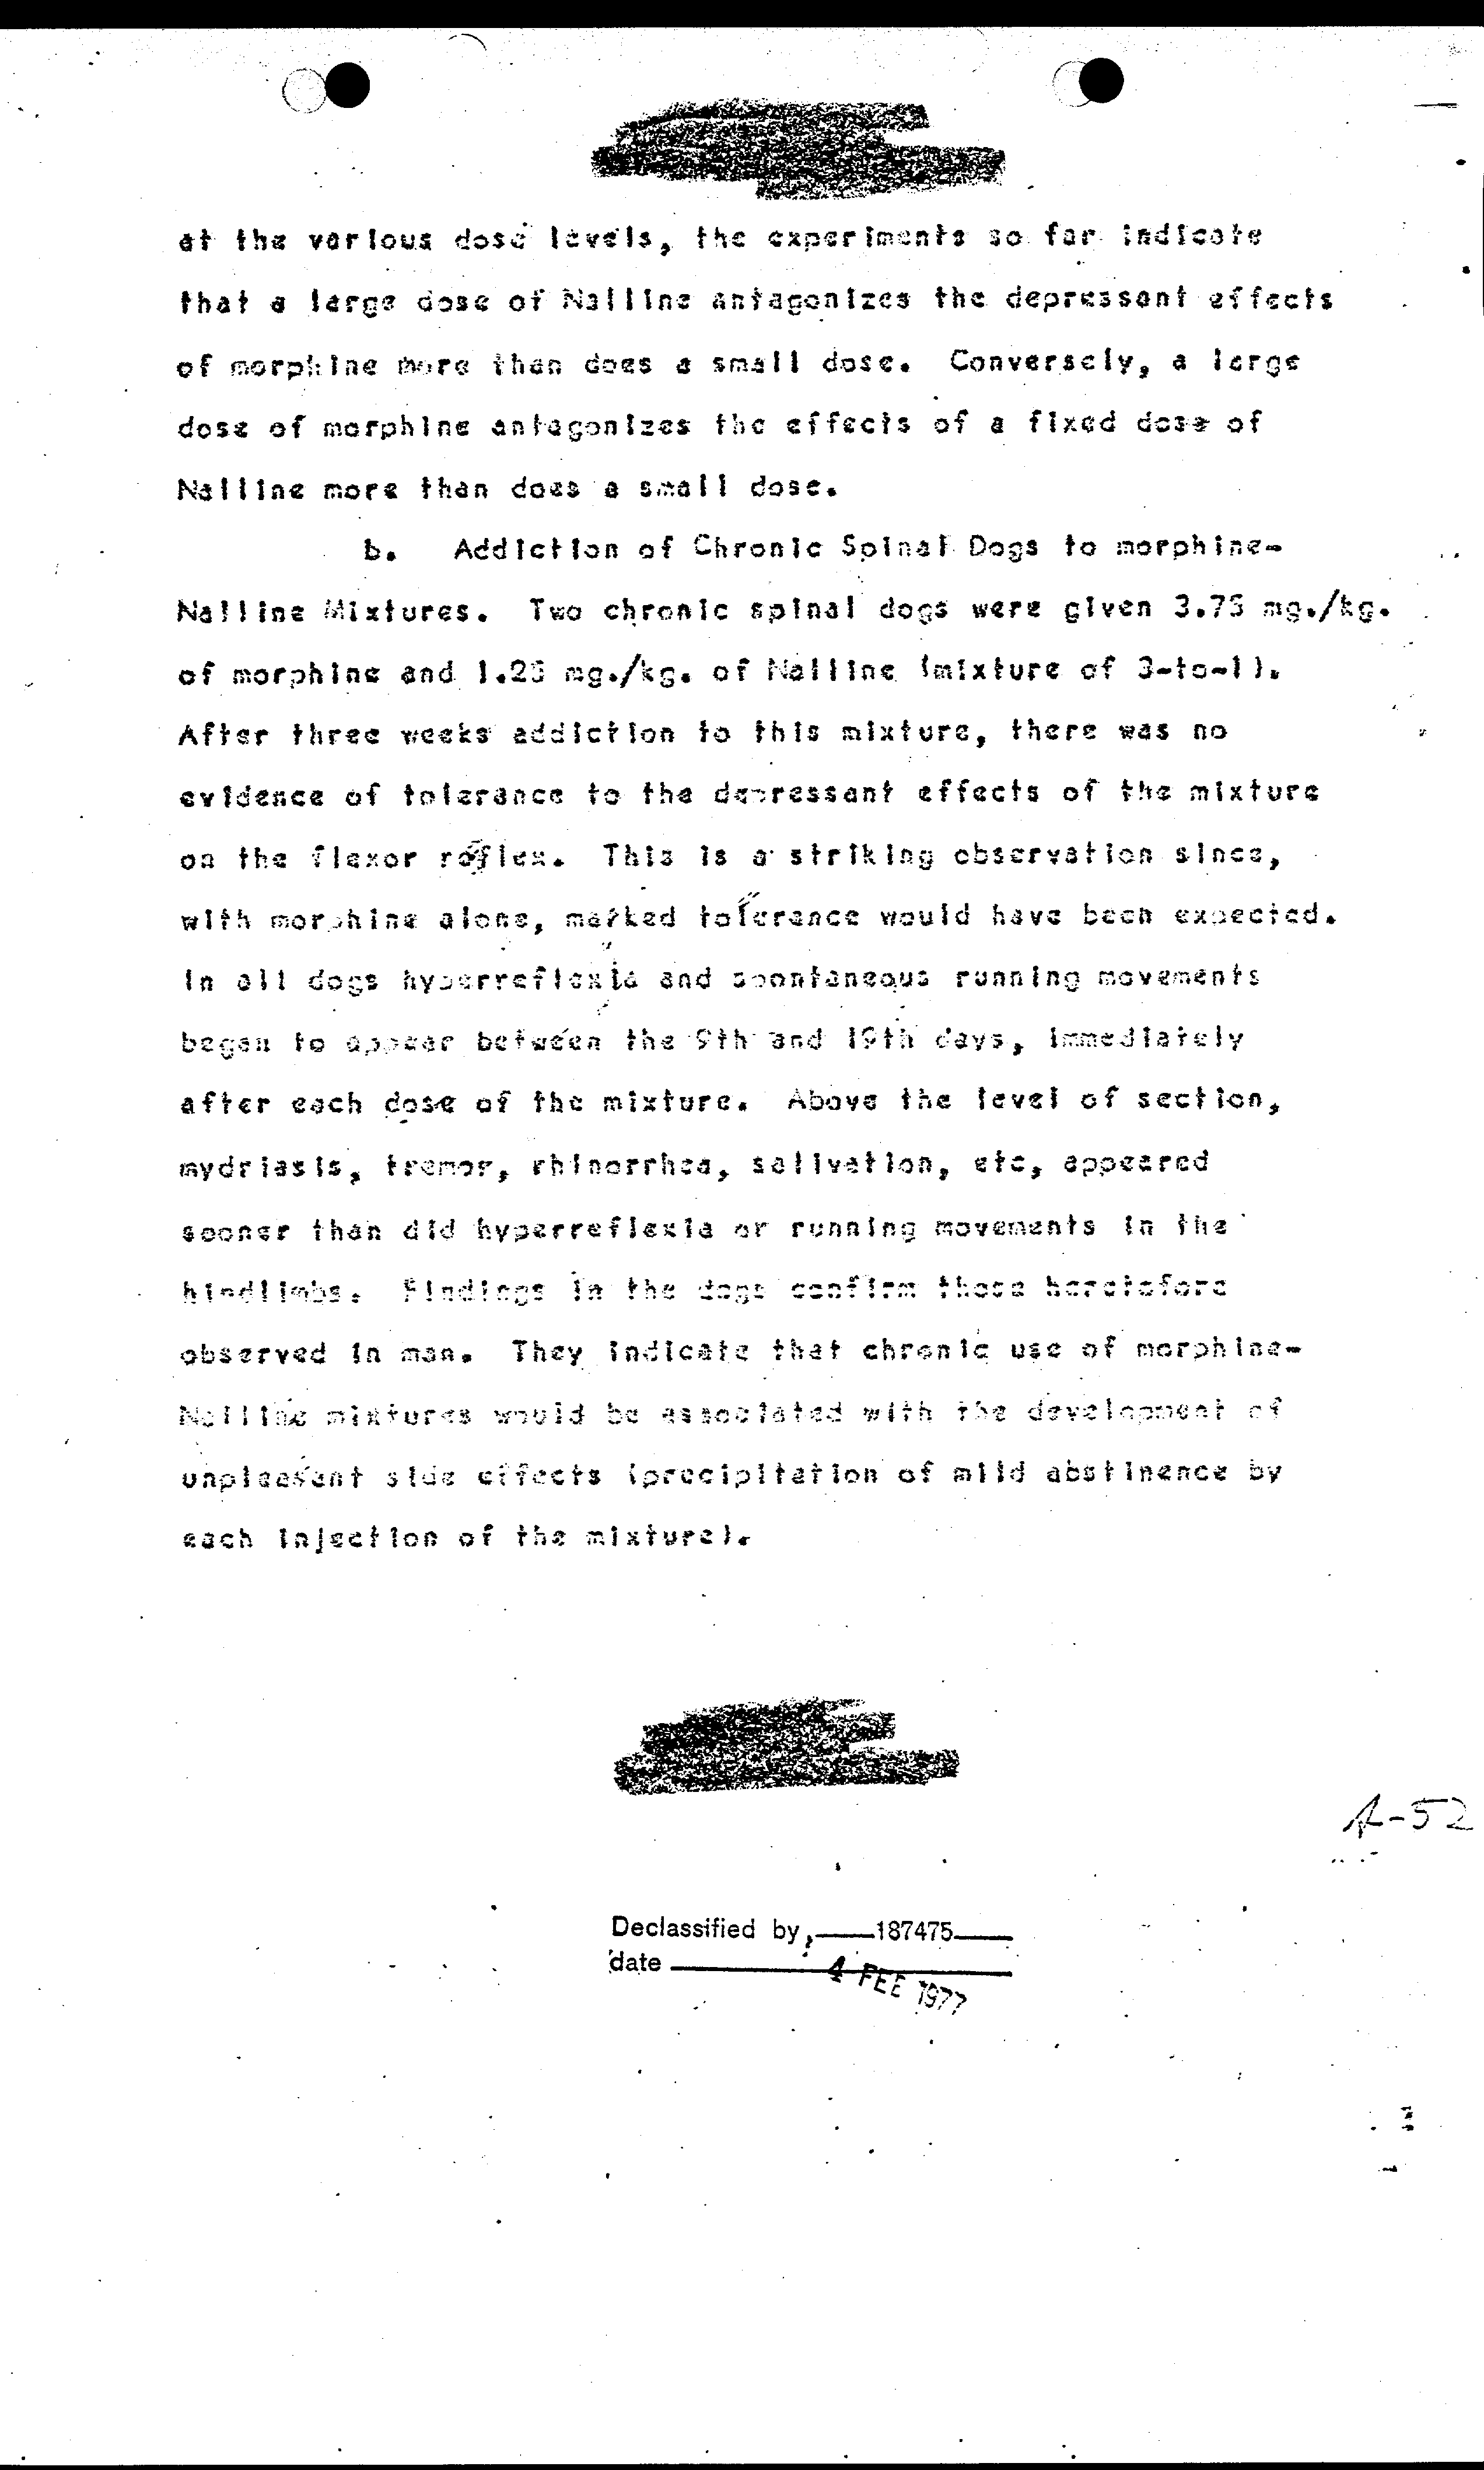 at the various dose levels, the experiments so far indicate
that a large dose of Nalline antagonizes the depressant effects
of morphine more than does a small dose. Conversely, a large
dose of morphine antagonizes the effects of a fixed dose of
Nalline more than does a small dose.
b. Addiction of Chronic Spinal Dogs to morphine-
Nalline Mixtures. Two chronic spinal dogs were given 3.75 mg./kg.
of morphine and 1.25 mg./kg. of Nalline (mixture of 3-to-1).
After three weeks addiction to this mixture, there was no
evidence of tolerance to the depressant effects of the mixture
on the flexor reflex. This is a striking observation since,
with morphine alone, marked tolerance would have been expected.
In all dogs hyperreflexia and spontaneous running movements
began to appear between the 9th and 19th days, immediately
after each dose of the mixture. Above the level of section,
mydriasis, tremor, rhinorrhea, salivation, etc, appeared
sooner than did hyperreflexia or running movements in the
hindlimbs. Findings in the dogs confirm those heretofore
observed in man. They indicate that chronic use of morphine-
Nalline mixtures would be associated with the development of
unpleasant side effects (precipitation of mild abstinence by
each injection of the mixture).
A-52
Declassified by 187475
date 4 FEB 1977